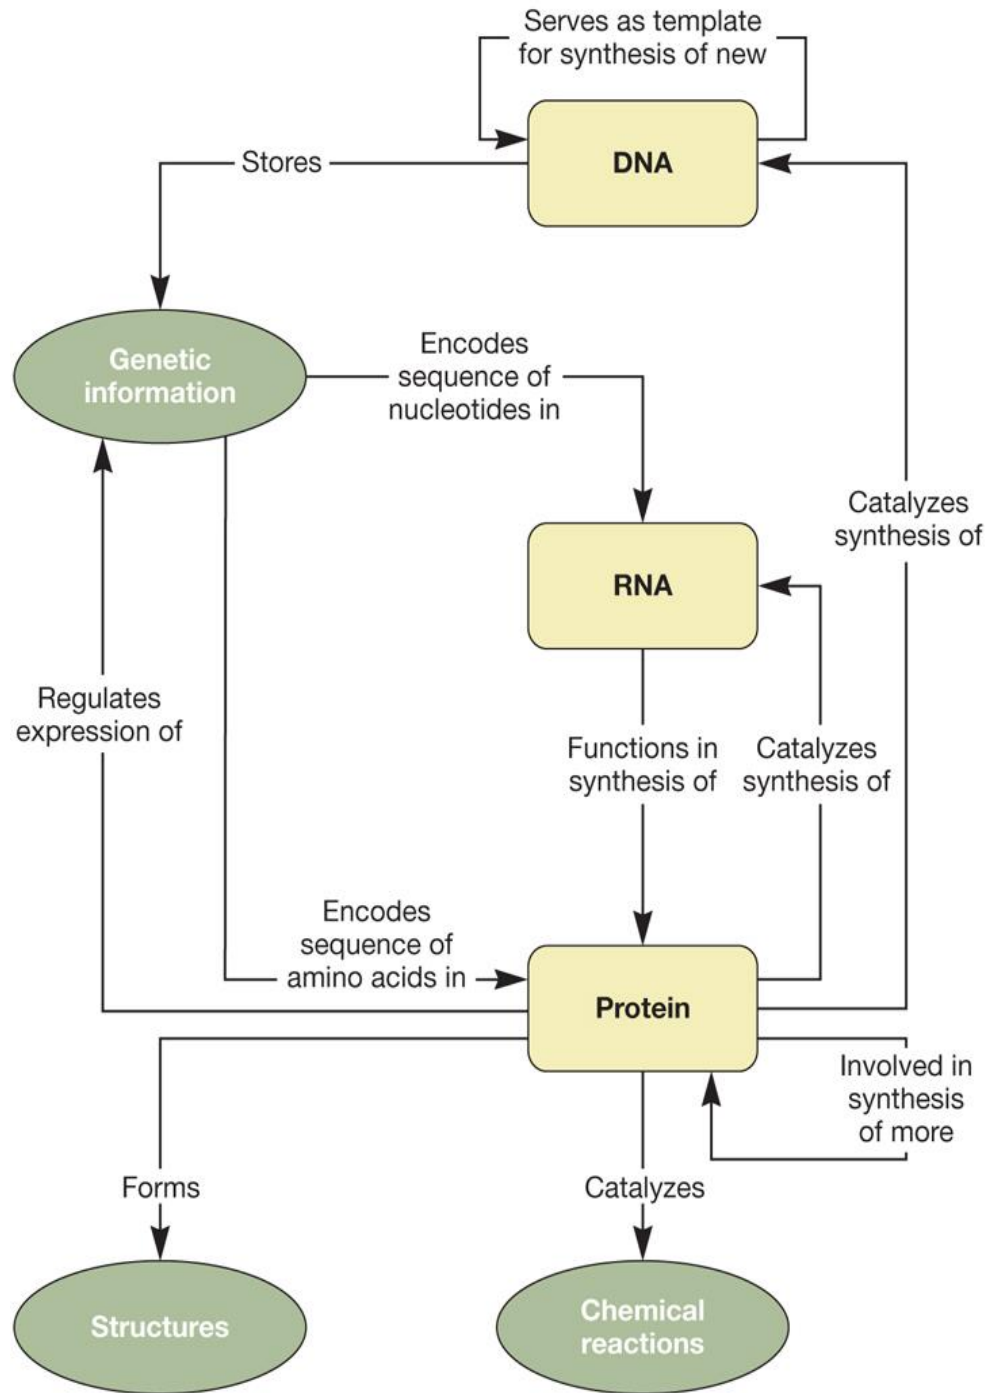 Serves as template
for synthesis of new
DNA
Stores
Genetic
information
Encodes
sequence of
nucleotides in
Catalyzes
synthesis of
RNA
Regulates
expression of
Functions in
synthesis of
Catalyzes
synthesis of
Encodes
sequence of
amino acids in
Protein
Involved in
synthesis
of more
Forms
Catalyzes
Structures
Chemical
reactions